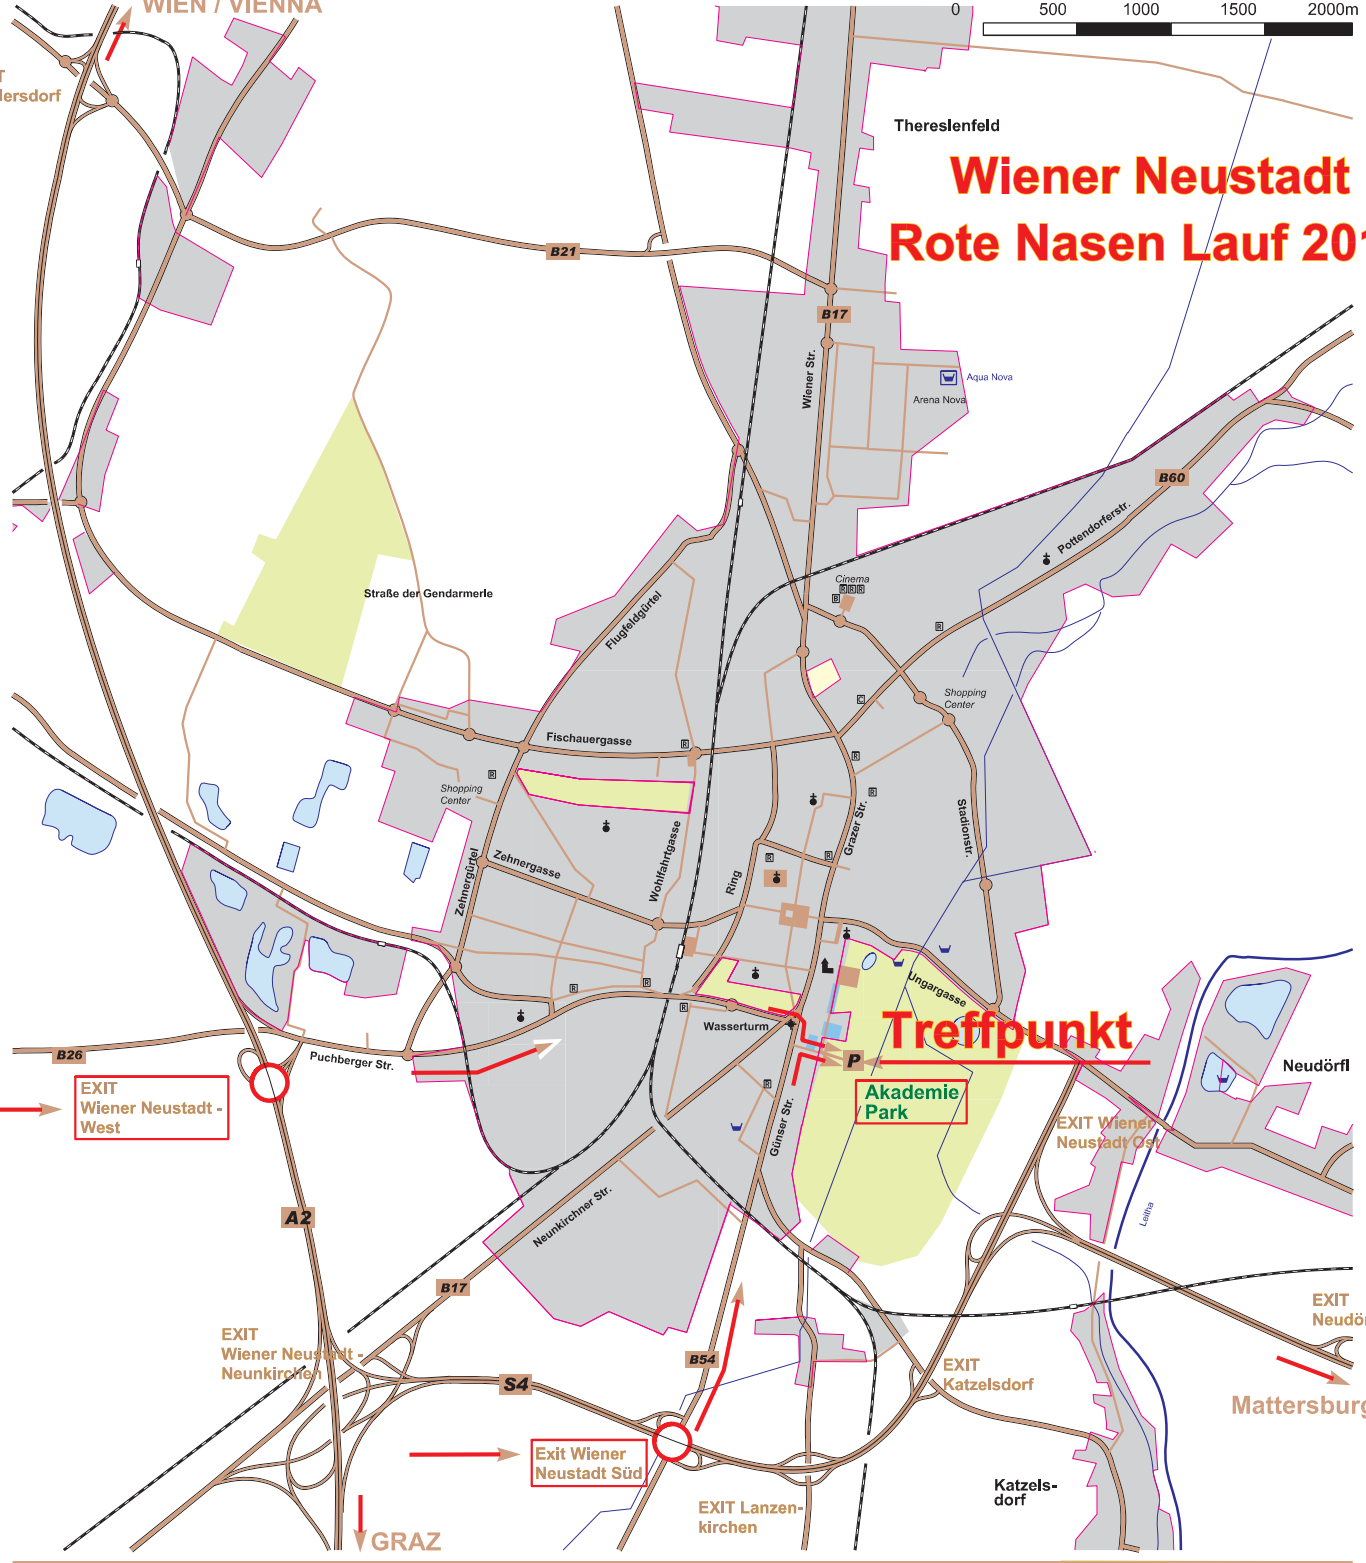 WIEN / VIENNA
0 500 1000 1500 2000m
Thereslenfeld
Wiener Neustadt
Rote Nasen Lauf 201
B21
B17
Wiener Str.
Aqua Nova
Arena Nova
B60
Pottendorferstr.
Cinema
R R R
B
R
Straße der Gendarmerle
Flugfeldgürtel
Shopping
Center
C
Fischauergasse
R
R
R
Shopping
Center
R
Stadionstr.
Grazer Str.
Wohlfahrtgasse
Zehnergürtel
Zehnergasse
Ring
R
R
Ungargasse
R
R
R
Wasserturm
Treffpunkt
P
Akademie
Park
B26
Puchberger Str.
EXIT
Wiener Neustadt -
West
R
Günser Str.
Neudörfl
EXIT Wiener
Neustadt Ost
Leitha
A2
Neunkirchner Str.
B17
EXIT
Wiener Neustadt -
Neunkirchen
B54
S4
EXIT
Katzelsdorf
EXIT
Mattersburg
Exit Wiener
Neustadt Süd
EXIT Lanzen-
kirchen
Katzels-
dorf
GRAZ